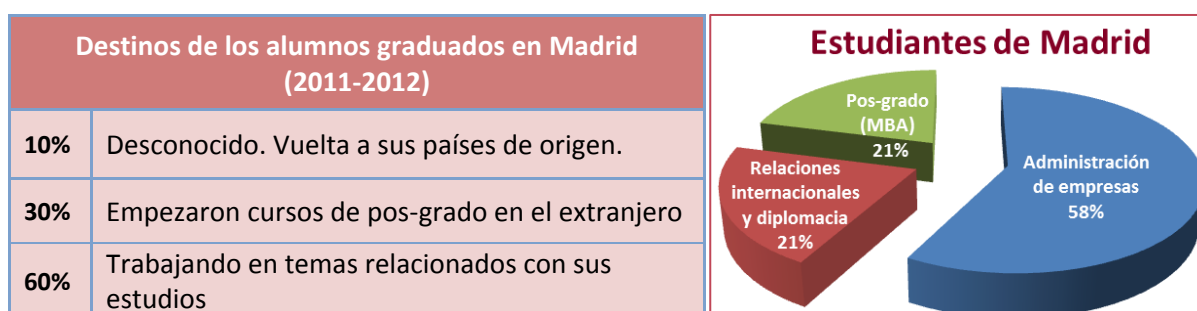 Destinos de los alumnos graduados en Madrid
(2011-2012)
10% Desconocido. Vuelta a sus países de origen.
30% Empezaron cursos de pos-grado en el extranjero
60% Trabajando en temas relacionados con sus
estudios
Estudiantes de Madrid
Pos-grado
(MBA)
21%
Relaciones
internacionales
y diplomacia
21%
Administración
de empresas
58%